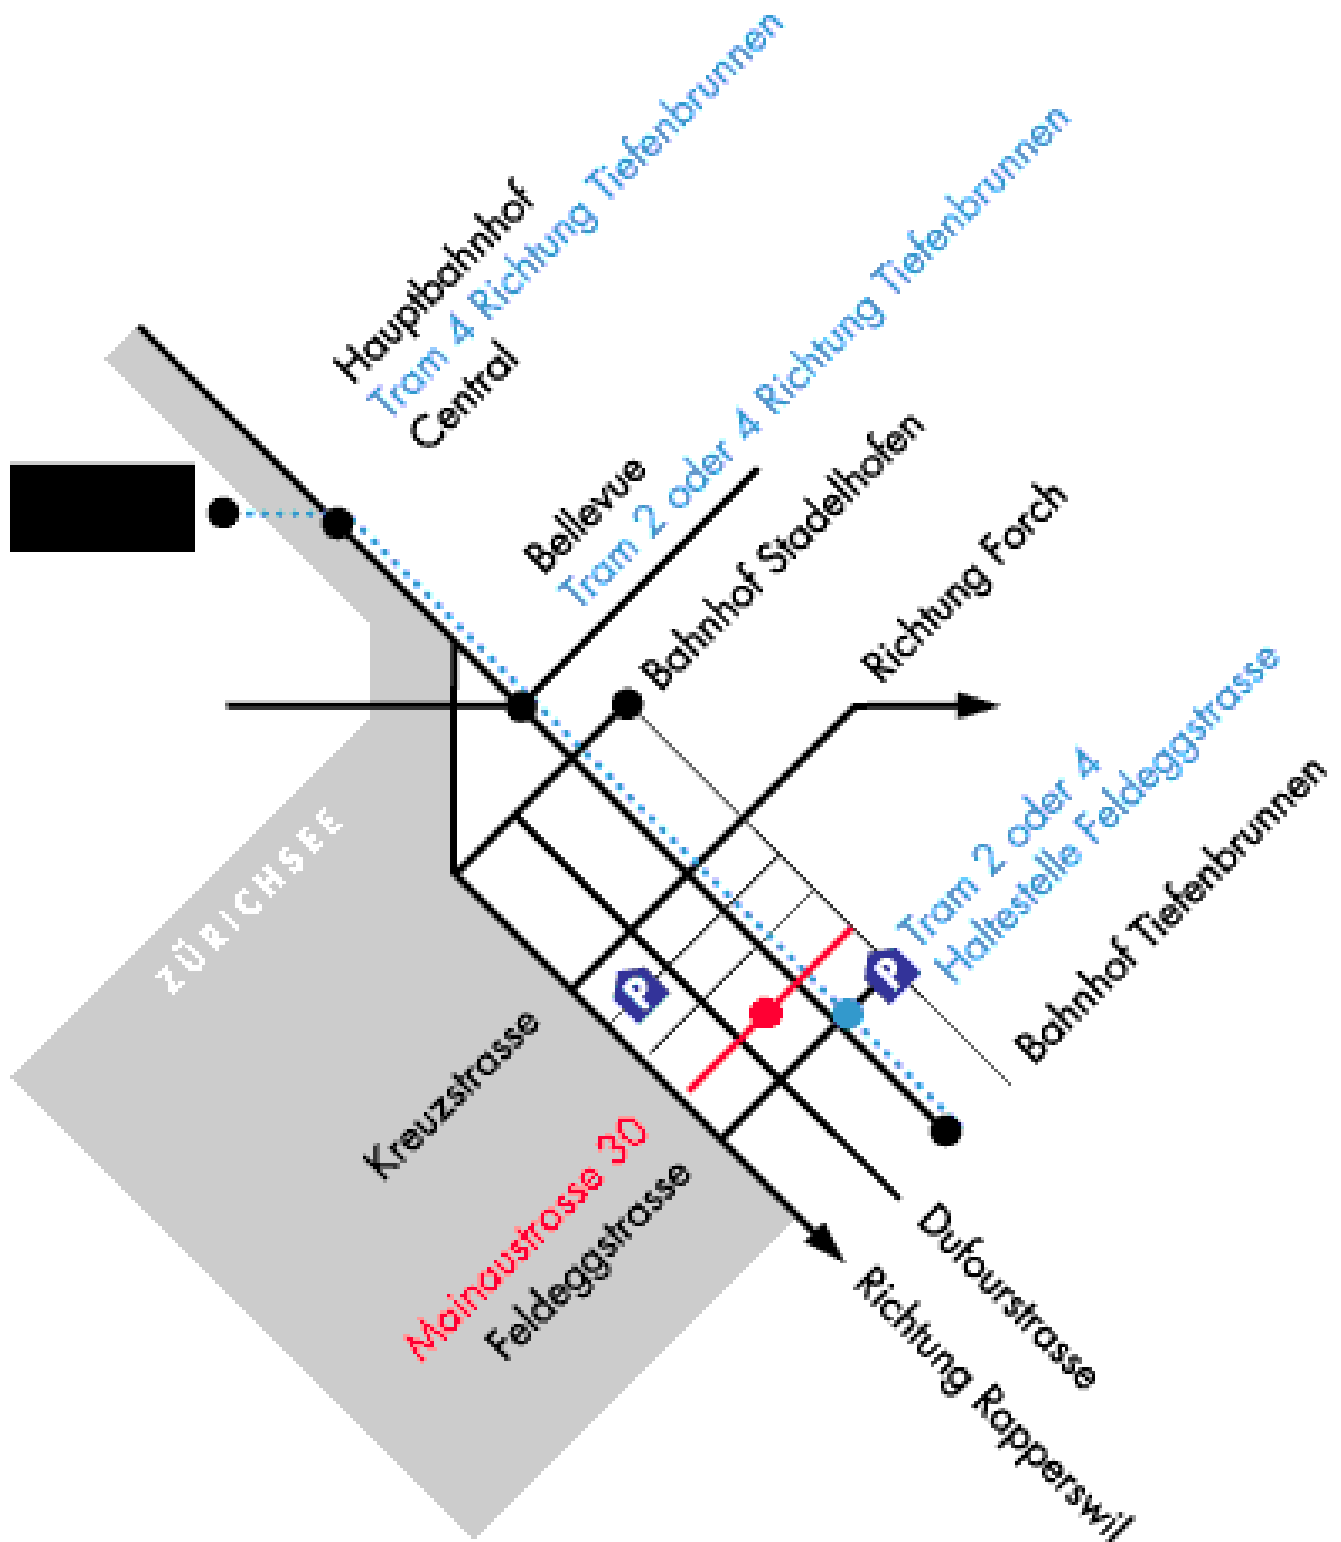 Hauptbahnhof
Tram 4 Richtung Tiefenbrunnen
Central
Bellevue
Tram 2 oder 4 Richtung Tiefenbrunnen
Bahnhof Stadelhofen
Richtung Forch
Tram 2 oder 4
Haltestelle Feldeggstrasse
Bahnhof Tiefenbrunnen
ZÜRICHSEE
P
P
Kreuzstrasse
Mainaustrasse 30
Feldeggstrasse
Dufourstrasse
Richtung Rapperswil